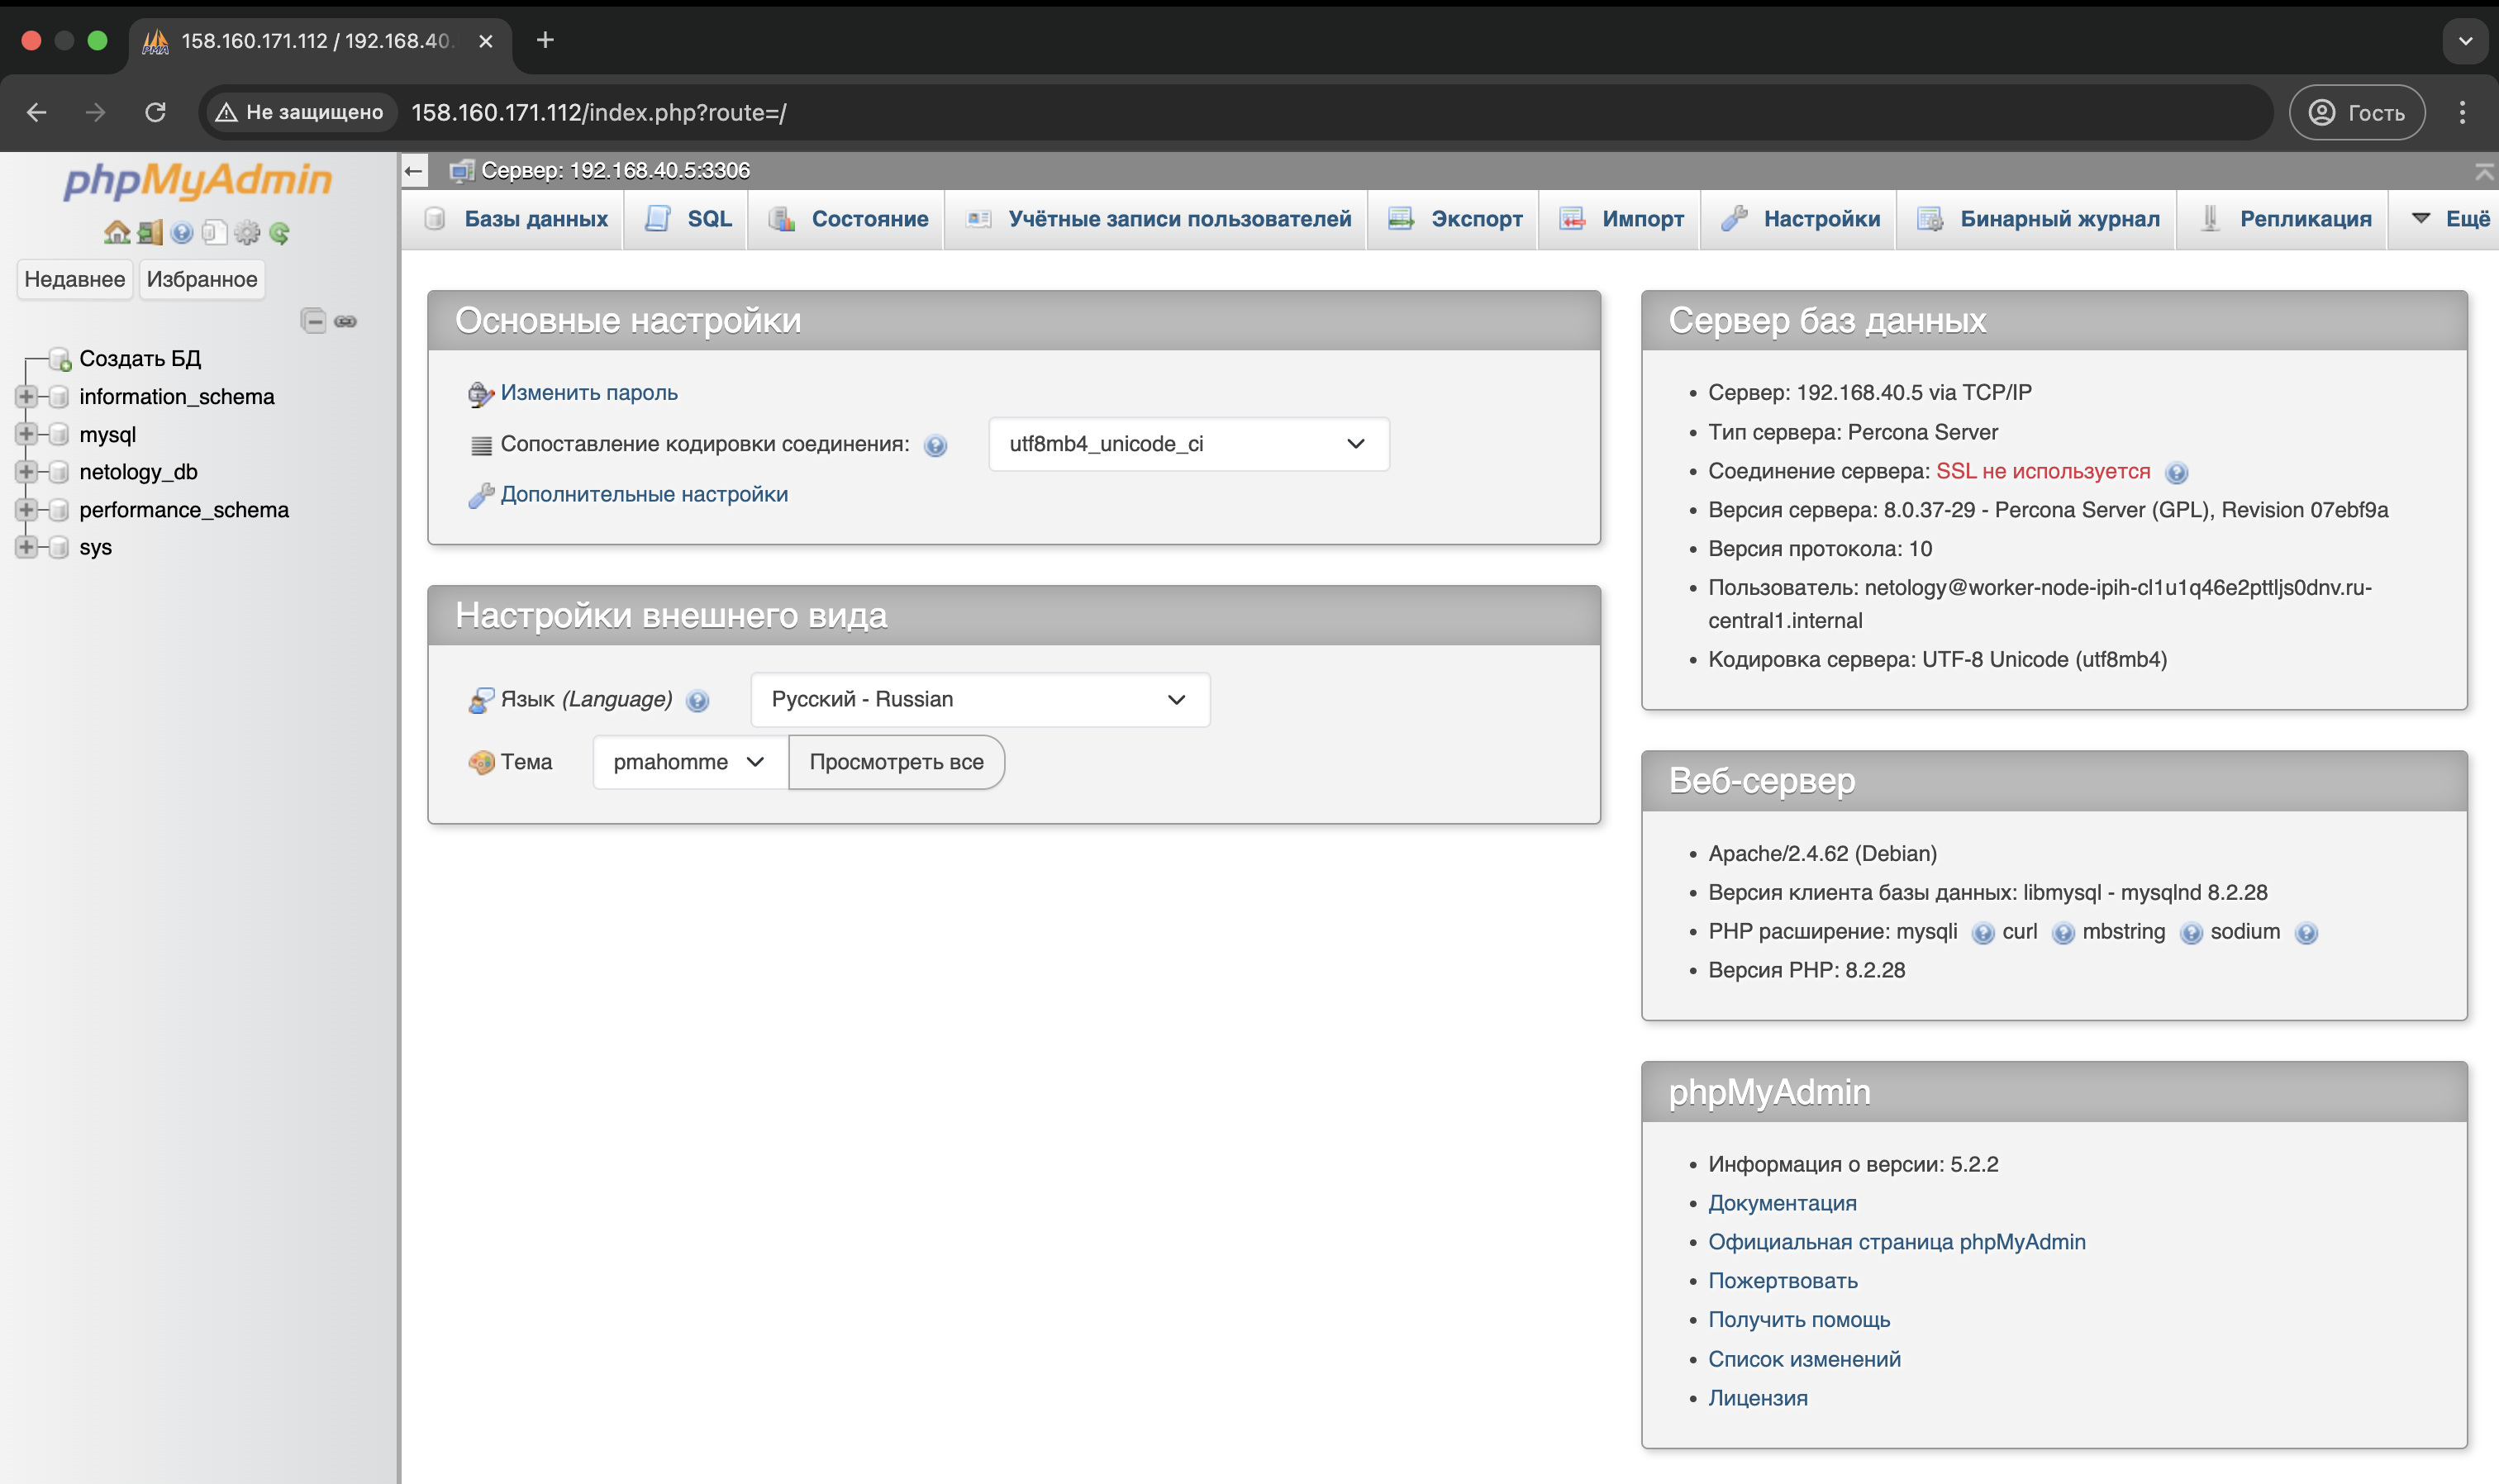 158.160.171.112 / 192.168.40.
Не защищено
158.160.171.112/index.php?route=/
Гость
phpMyAdmin
Недавнее
Избранное
Создать БД
information_schema
mysql
netology_db
performance_schema
sys
Сервер: 192.168.40.5:3306
Базы данных
SQL
Состояние
Учётные записи пользователей
Экспорт
Импорт
Настройки
Бинарный журнал
Репликация
Ещё
Основные настройки
Изменить пароль
Сопоставление кодировки соединения:
utf8mb4_unicode_ci
Дополнительные настройки
Настройки внешнего вида
Язык (Language)
Русский - Russian
Тема
pmahomme
Просмотреть все
Сервер баз данных
Сервер: 192.168.40.5 via TCP/IP
Тип сервера: Percona Server
Соединение сервера: SSL не используется
Версия сервера: 8.0.37-29 - Percona Server (GPL), Revision 07ebf9a
Версия протокола: 10
Пользователь: netology@worker-node-ipih-cl1u1q46e2pttljs0dnv.ru-
central1.internal
Кодировка сервера: UTF-8 Unicode (utf8mb4)
Веб-сервер
Apache/2.4.62 (Debian)
Версия клиента базы данных: libmysql - mysqlnd 8.2.28
PHP расширение: mysqli curl mbstring sodium
Версия PHP: 8.2.28
phpMyAdmin
Информация о версии: 5.2.2
Документация
Официальная страница phpMyAdmin
Пожертвовать
Получить помощь
Список изменений
Лицензия